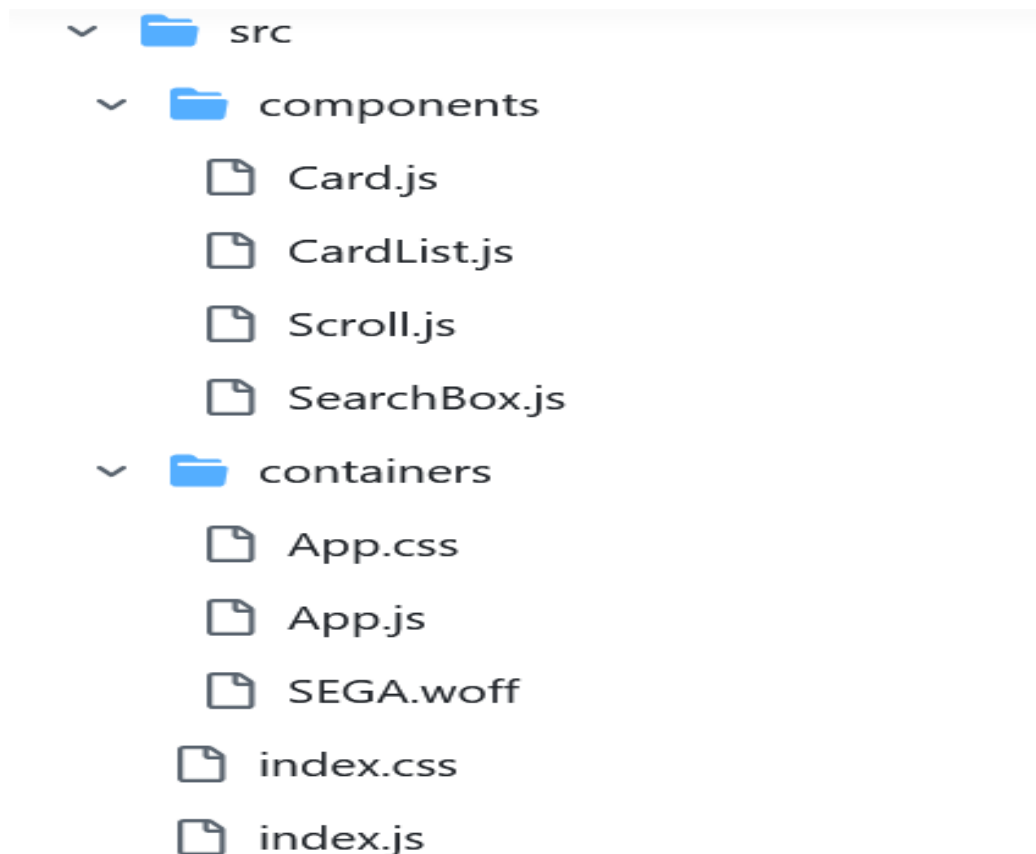 src
components
Card.js
CardList.js
Scroll.js
SearchBox.js
containers
App.css
App.js
SEGA.woff
index.css
index.js